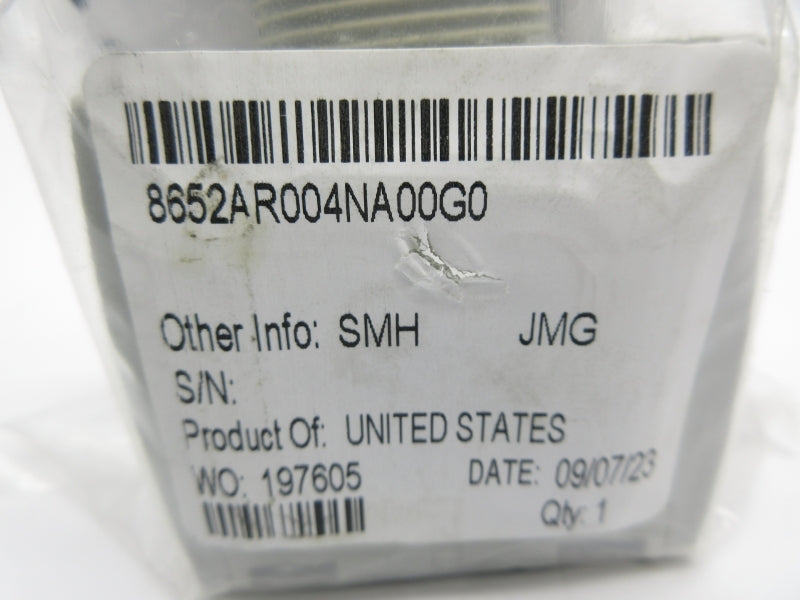 8652AR004NA00G0
Other Info: SMH JMG
S/N:
Product Of: UNITED STATES
WO: 197605 DATE: 09/07/23
Qty: 1